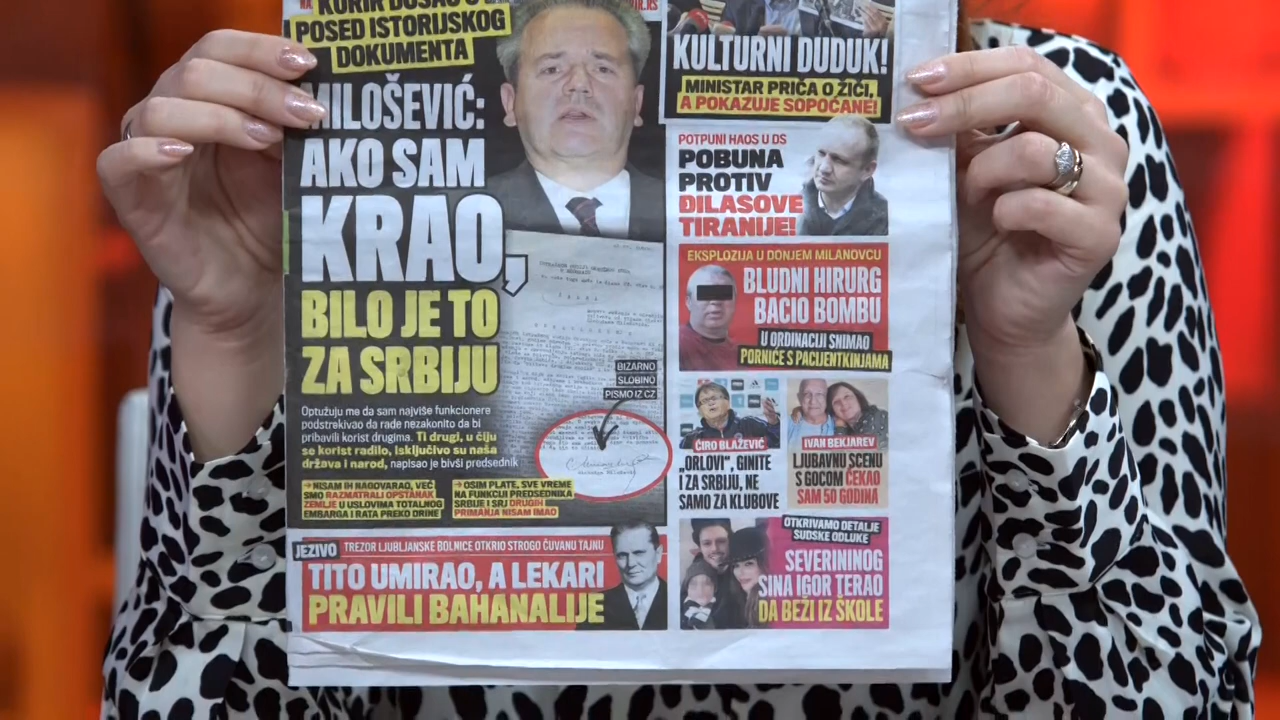 POSED ISTORIJSKOG
DOKUMENTA
MILOŠEVIĆ:
AKO SAM
KRAO,
BILO JE TO
ZA SRBIJU
Optužuju me da sam najviše funkcionere
podstrekivao da rade nezakonito da bi
pribavili korist drugima. Ti drugi, u čiju
se korist radilo, isključivo su naša
država i narod, napisao je bivši predsednik
BIZARNO
SLOBINO
PISMO IZ CZ
→ NISAM IH NAGOVARAO, VEĆ
SMO RAZMATRALI OPSTANAK
ZEMLJE U USLOVIMA TOTALNOG
EMBARGA I RATA PREKO DRINE
→ OSIM PLATE, SVE VREME
NA FUNKCIJI PREDSEDNIKA
SRBIJE I SRJ DRUGIH
PRIMANJA NISAM IMAO
JEZIVO TREZOR LJUBLJANSKE BOLNICE OTKRIO STROGO ČUVANU TAJNU
TITO UMIRAO, A LEKARI
PRAVILI BAHANALIJE
KULTURNI DUDUK!
MINISTAR PRIČA O ŽIČI,
A POKAZUJE SOPOĆANE!
POTPUNI HAOS U DS
POBUNA
PROTIV
ĐILASOVE
TIRANIJE!
EKSPLOZIJA U DONJEM MILANOVCU
BLUDNI HIRURG
BACIO BOMBU
U ORDINACIJI SNIMAO
PORNIĆE S PACIJENTKINJAMA
ĆIRO BLAŽEVIĆ
„ORLOVI“, GINITE
I ZA SRBIJU, NE
SAMO ZA KLUBOVE
IVAN BEKJAREV
LJUBAVNU SCENU
S GOCOM ČEKAO
SAM 50 GODINA
OTKRIVAMO DETALJE
SUDSKE ODLUKE
SEVERININOG
SINA IGOR TERAO
DA BEŽI IZ ŠKOLE